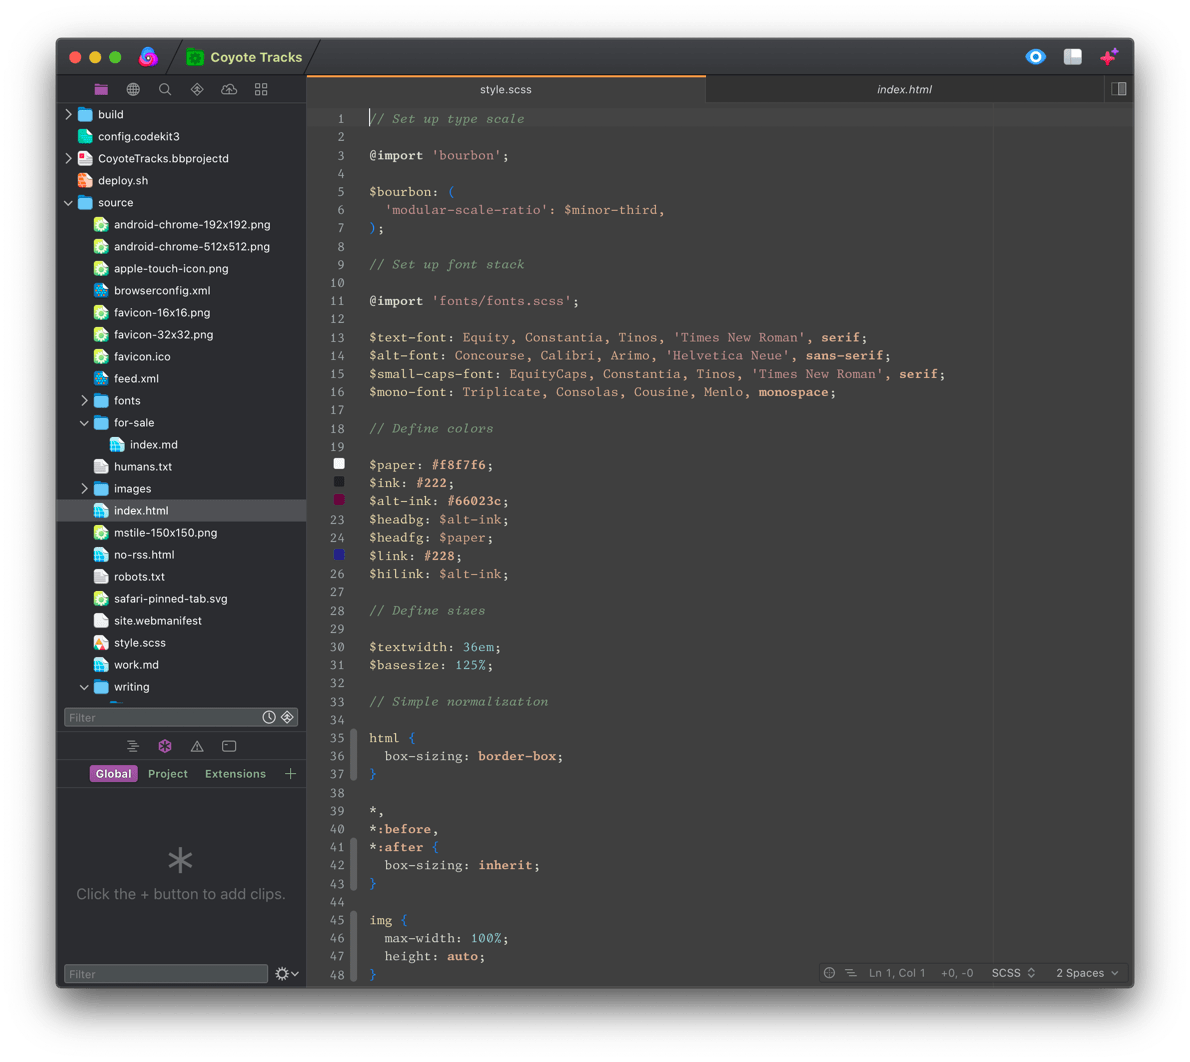 Coyote Tracks
build
config.codekit3
CoyoteTracks.bbprojectd
deploy.sh
source
android-chrome-192x192.png
android-chrome-512x512.png
apple-touch-icon.png
browserconfig.xml
favicon-16x16.png
favicon-32x32.png
favicon.ico
feed.xml
fonts
for-sale
index.md
humans.txt
images
index.html
mstile-150x150.png
no-rss.html
robots.txt
safari-pinned-tab.svg
site.webmanifest
style.scss
work.md
writing
Filter
Global Project Extensions +
Click the + button to add clips.
Filter
style.scss
index.html
1 // Set up type scale
2
3 @import 'bourbon';
4
5 $bourbon: (
6   'modular-scale-ratio': $minor-third,
7 );
8
9 // Set up font stack
10
11 @import 'fonts/fonts.scss';
12
13 $text-font: Equity, Constantia, Tinos, 'Times New Roman', serif;
14 $alt-font: Concourse, Calibri, Arimo, 'Helvetica Neue', sans-serif;
15 $small-caps-font: EquityCaps, Constantia, Tinos, 'Times New Roman', serif;
16 $mono-font: Triplicate, Consolas, Cousine, Menlo, monospace;
17
18 // Define colors
19
$paper: #f8f7f6;
$ink: #222;
$alt-ink: #66023c;
23 $headbg: $alt-ink;
24 $headfg: $paper;
$link: #228;
26 $hilink: $alt-ink;
27
28 // Define sizes
29
30 $textwidth: 36em;
31 $basesize: 125%;
32
33 // Simple normalization
34
35 html {
36   box-sizing: border-box;
37 }
38
39 *,
40 *:before,
41 *:after {
42   box-sizing: inherit;
43 }
44
45 img {
46   max-width: 100%;
47   height: auto;
48 }
Ln 1, Col 1 +0, -0 SCSS 2 Spaces